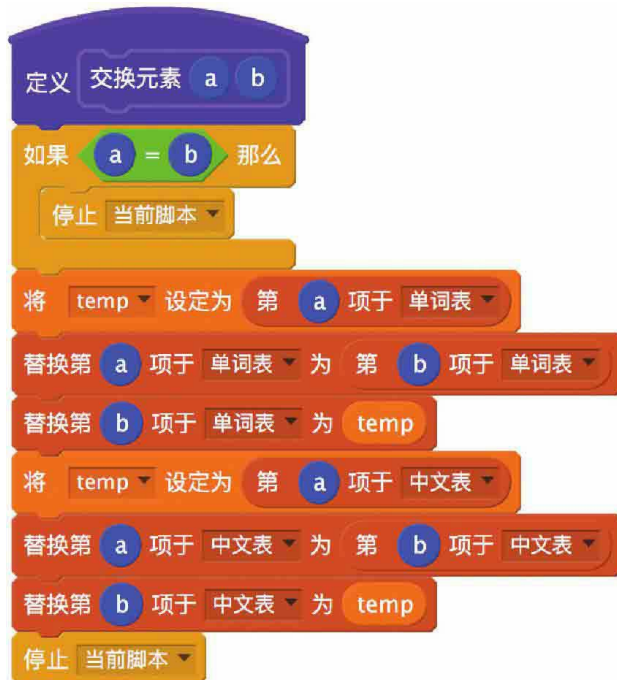 定义 交换元素 a b
如果 a = b 那么
停止 当前脚本
将 temp 设定为 第 a 项于 单词表
替换第 a 项于 单词表 为 第 b 项于 单词表
替换第 b 项于 单词表 为 temp
将 temp 设定为 第 a 项于 中文表
替换第 a 项于 中文表 为 第 b 项于 中文表
替换第 b 项于 中文表 为 temp
停止 当前脚本